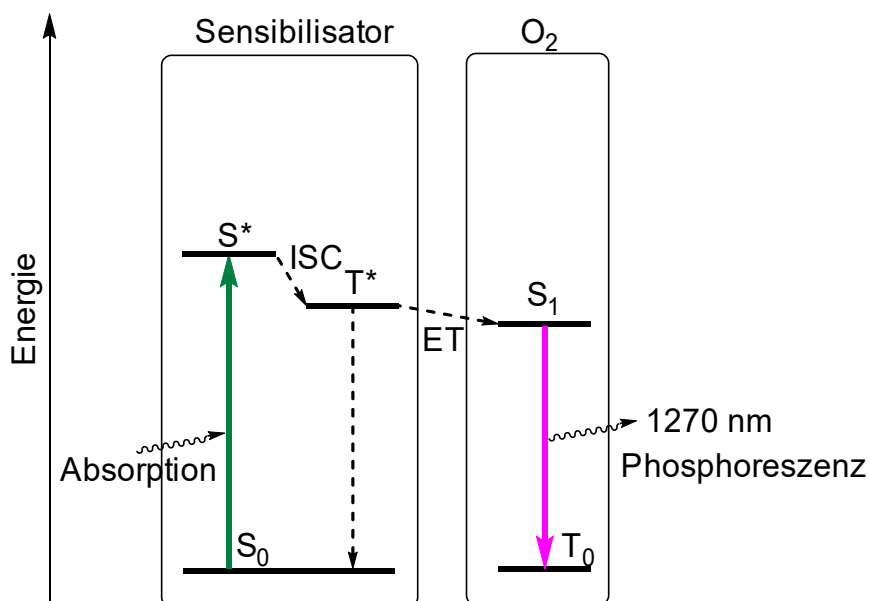 Sensibilisator
O₂
S*
ISC
T*
S₁
ET
Energie
1270 nm
Absorption
Phosphoreszenz
S₀
T₀